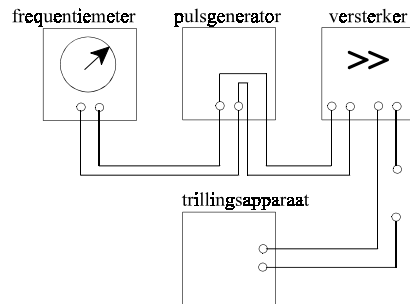 frequentiemeter pulsgenerator versterker
>>
trillingsapparaat